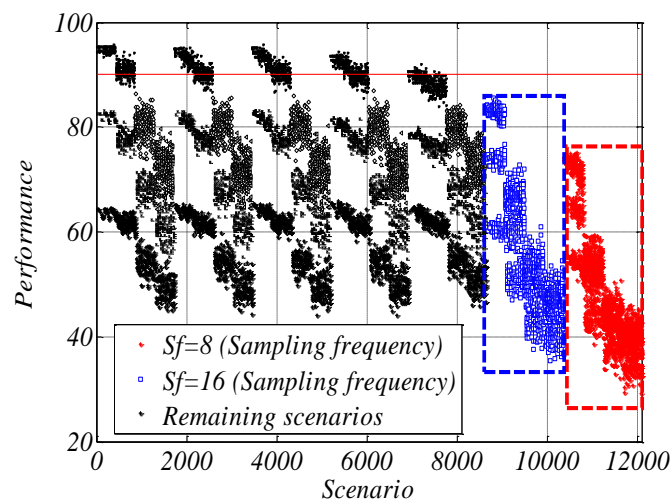 100
80
60
40
20
Performance
Sf=8 (Sampling frequency)
Sf=16 (Sampling frequency)
Remaining scenarios
0 2000 4000 6000 8000 10000 12000
Scenario